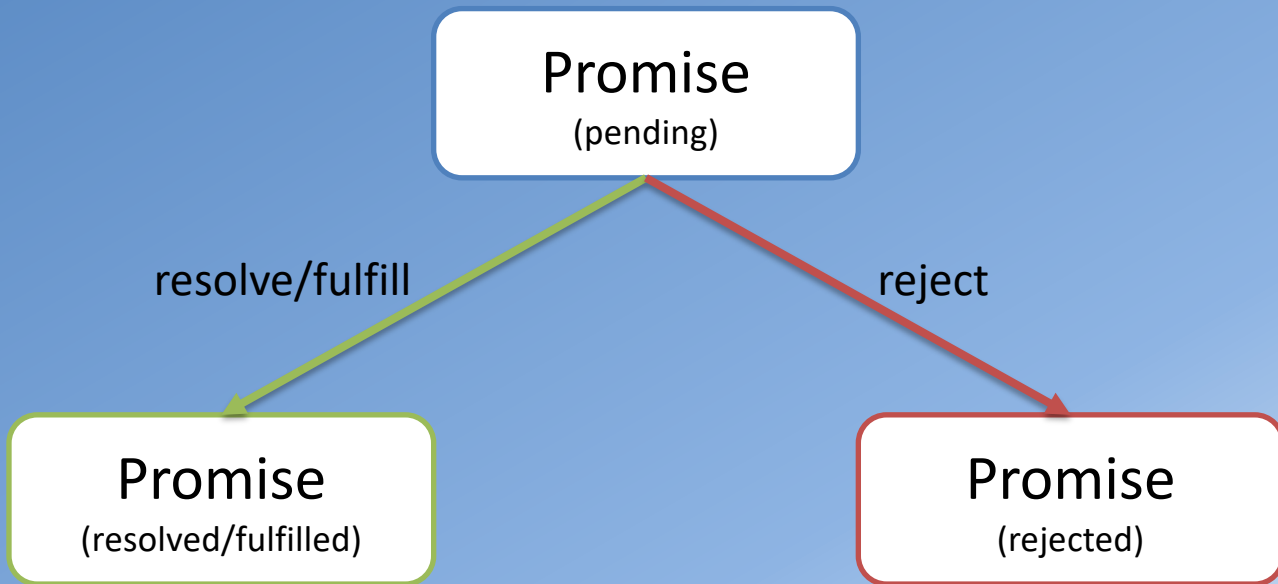 Promise
(pending)
resolve/fulfill
reject
Promise
(resolved/fulfilled)
Promise
(rejected)